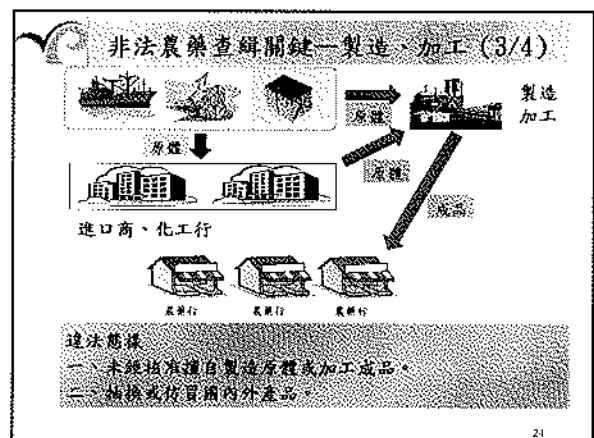 非法農藥查緝關鍵—製造、加工（3/4）
原體
製造
加工
原體
原體
成品
進口商、化工行
農藥行
農藥行
農藥行
違法態樣
一、未經核准擅自製造原體或加工成品。
二、抽換或仿冒國內外產品。
21